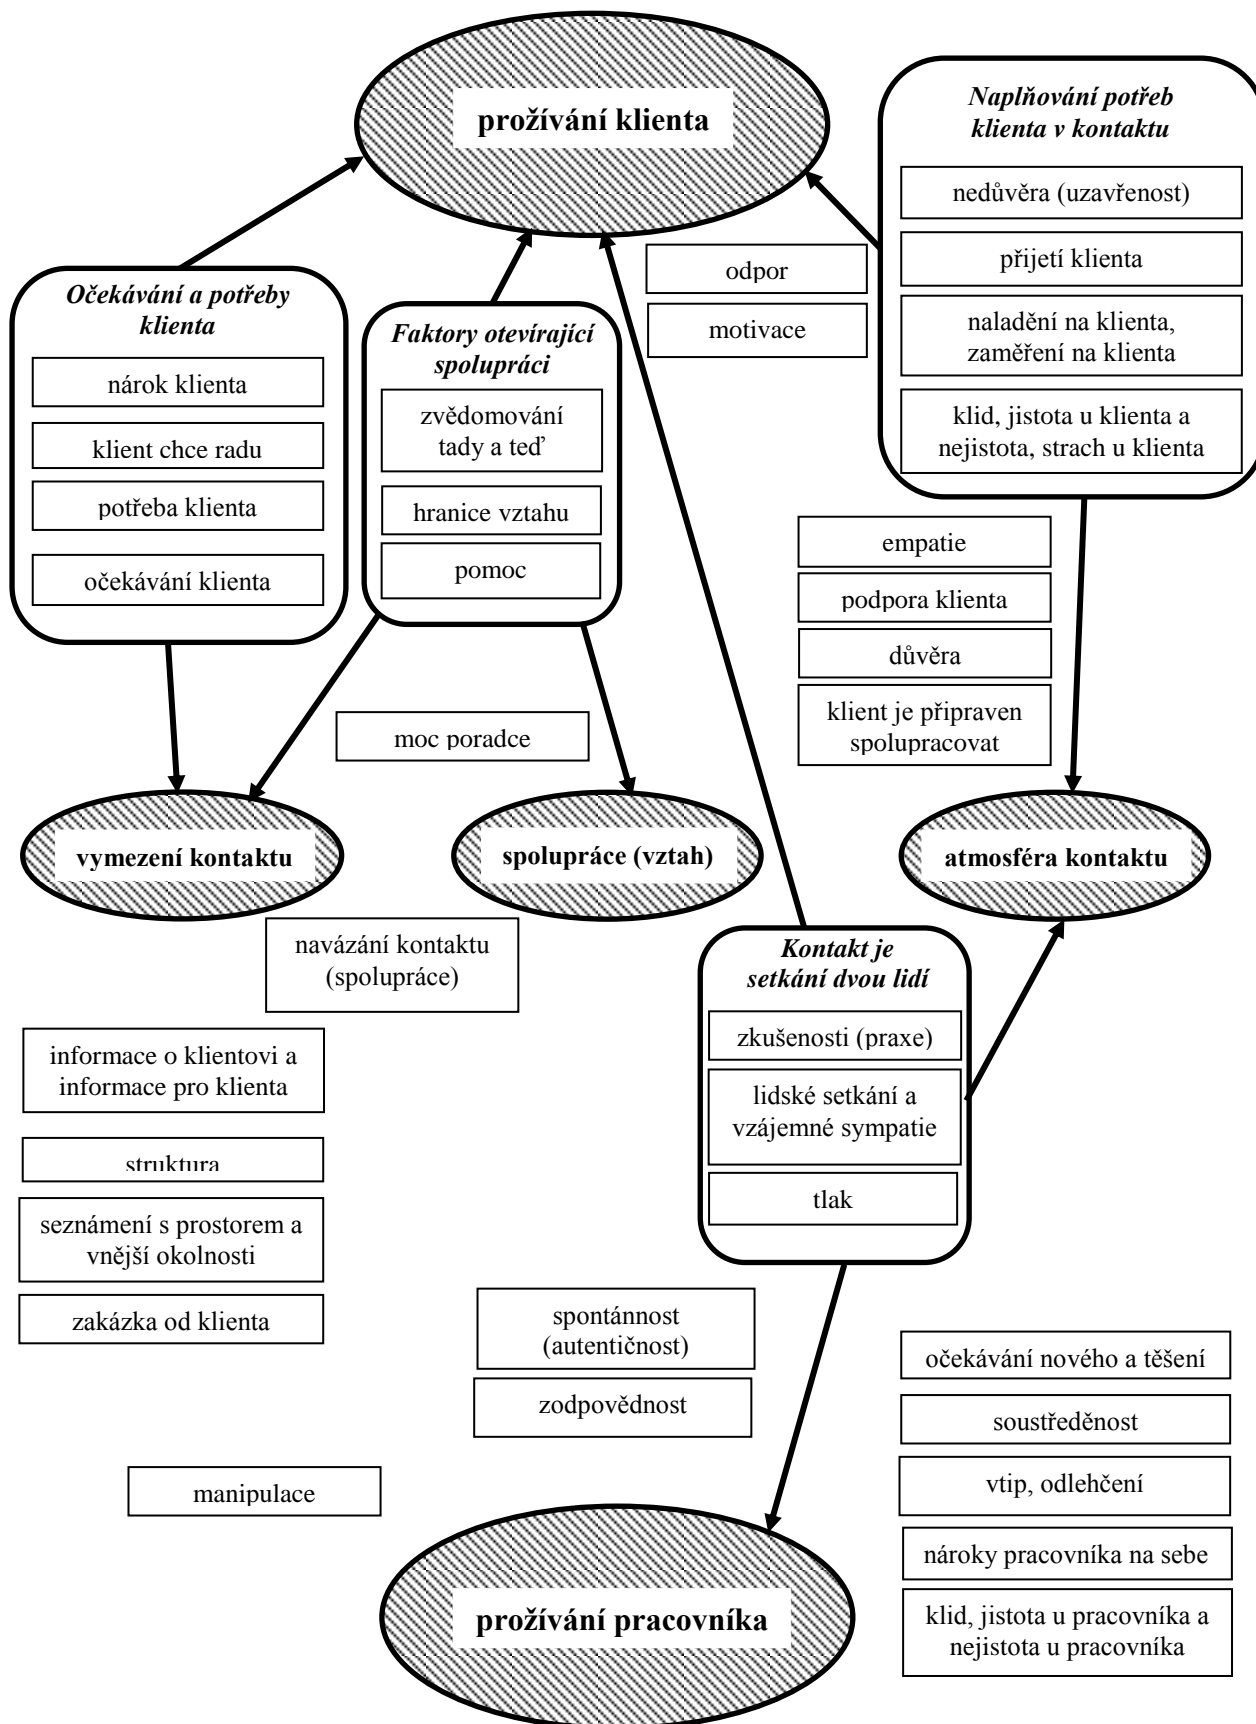 prožívání klienta
Naplňování potřeb
klienta v kontaktu
nedůvěra (uzavřenost)
přijetí klienta
naladění na klienta,
zaměření na klienta
klid, jistota u klienta a
nejistota, strach u klienta
odpor
motivace
Očekávání a potřeby
klienta
nárok klienta
klient chce radu
potřeba klienta
očekávání klienta
Faktory otevírající
spolupráci
zvědomování
tady a teď
hranice vztahu
pomoc
empatie
podpora klienta
důvěra
klient je připraven
spolupracovat
moc poradce
vymezení kontaktu
spolupráce (vztah)
atmosféra kontaktu
navázání kontaktu
(spolupráce)
Kontakt je
setkání dvou lidí
zkušenosti (praxe)
lidské setkání a
vzájemné sympatie
tlak
informace o klientovi a
informace pro klienta
struktura
seznámení s prostorem a
vnější okolnosti
zakázka od klienta
spontánnost
(autentičnost)
zodpovědnost
očekávání nového a těšení
soustředěnost
vtip, odlehčení
nároky pracovníka na sebe
klid, jistota u pracovníka a
nejistota u pracovníka
manipulace
prožívání pracovníka